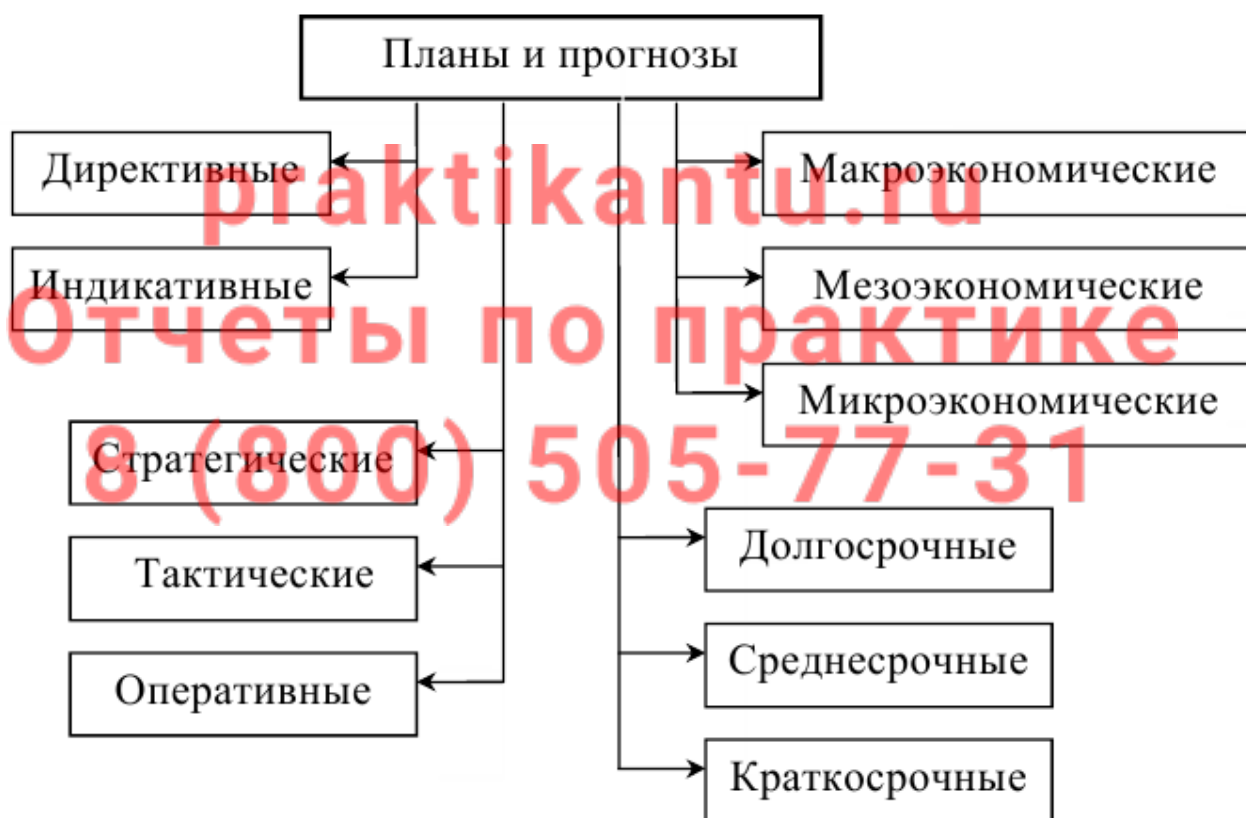 Планы и прогнозы
Директивные
Индикативные
Стратегические
Тактические
Оперативные
Макроэкономические
Мезоэкономические
Микроэкономические
Долгосрочные
Среднесрочные
Краткосрочные
praktikantu.ru
Отчеты по практике
8 (800) 505-77-31